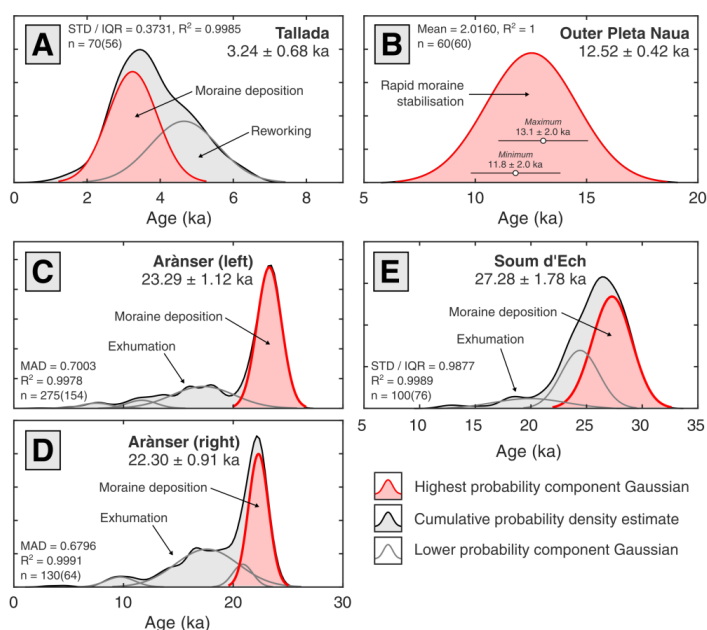 A
STD / IQR = 0.3731, R² = 0.9985
n = 70(56)
Tallada
3.24 ± 0.68 ka
Moraine deposition
Reworking
0 2 4 6 8
Age (ka)
B
Mean = 2.0160, R² = 1
n = 60(60)
Outer Pleta Naua
12.52 ± 0.42 ka
Rapid moraine
stabilisation
Maximum
13.1 ± 2.0 ka
Minimum
11.8 ± 2.0 ka
5 10 15 20
Age (ka)
C
Arànser (left)
23.29 ± 1.12 ka
Moraine deposition
Exhumation
MAD = 0.7003
R² = 0.9978
n = 275(154)
D
Arànser (right)
22.30 ± 0.91 ka
Moraine deposition
Exhumation
MAD = 0.6796
R² = 0.9991
n = 130(64)
0 10 20 30
Age (ka)
E
Soum d'Ech
27.28 ± 1.78 ka
Moraine deposition
Exhumation
STD / IQR = 0.9877
R² = 0.9989
n = 100(76)
5 10 15 20 25 30 35
Age (ka)
Highest probability component Gaussian
Cumulative probability density estimate
Lower probability component Gaussian